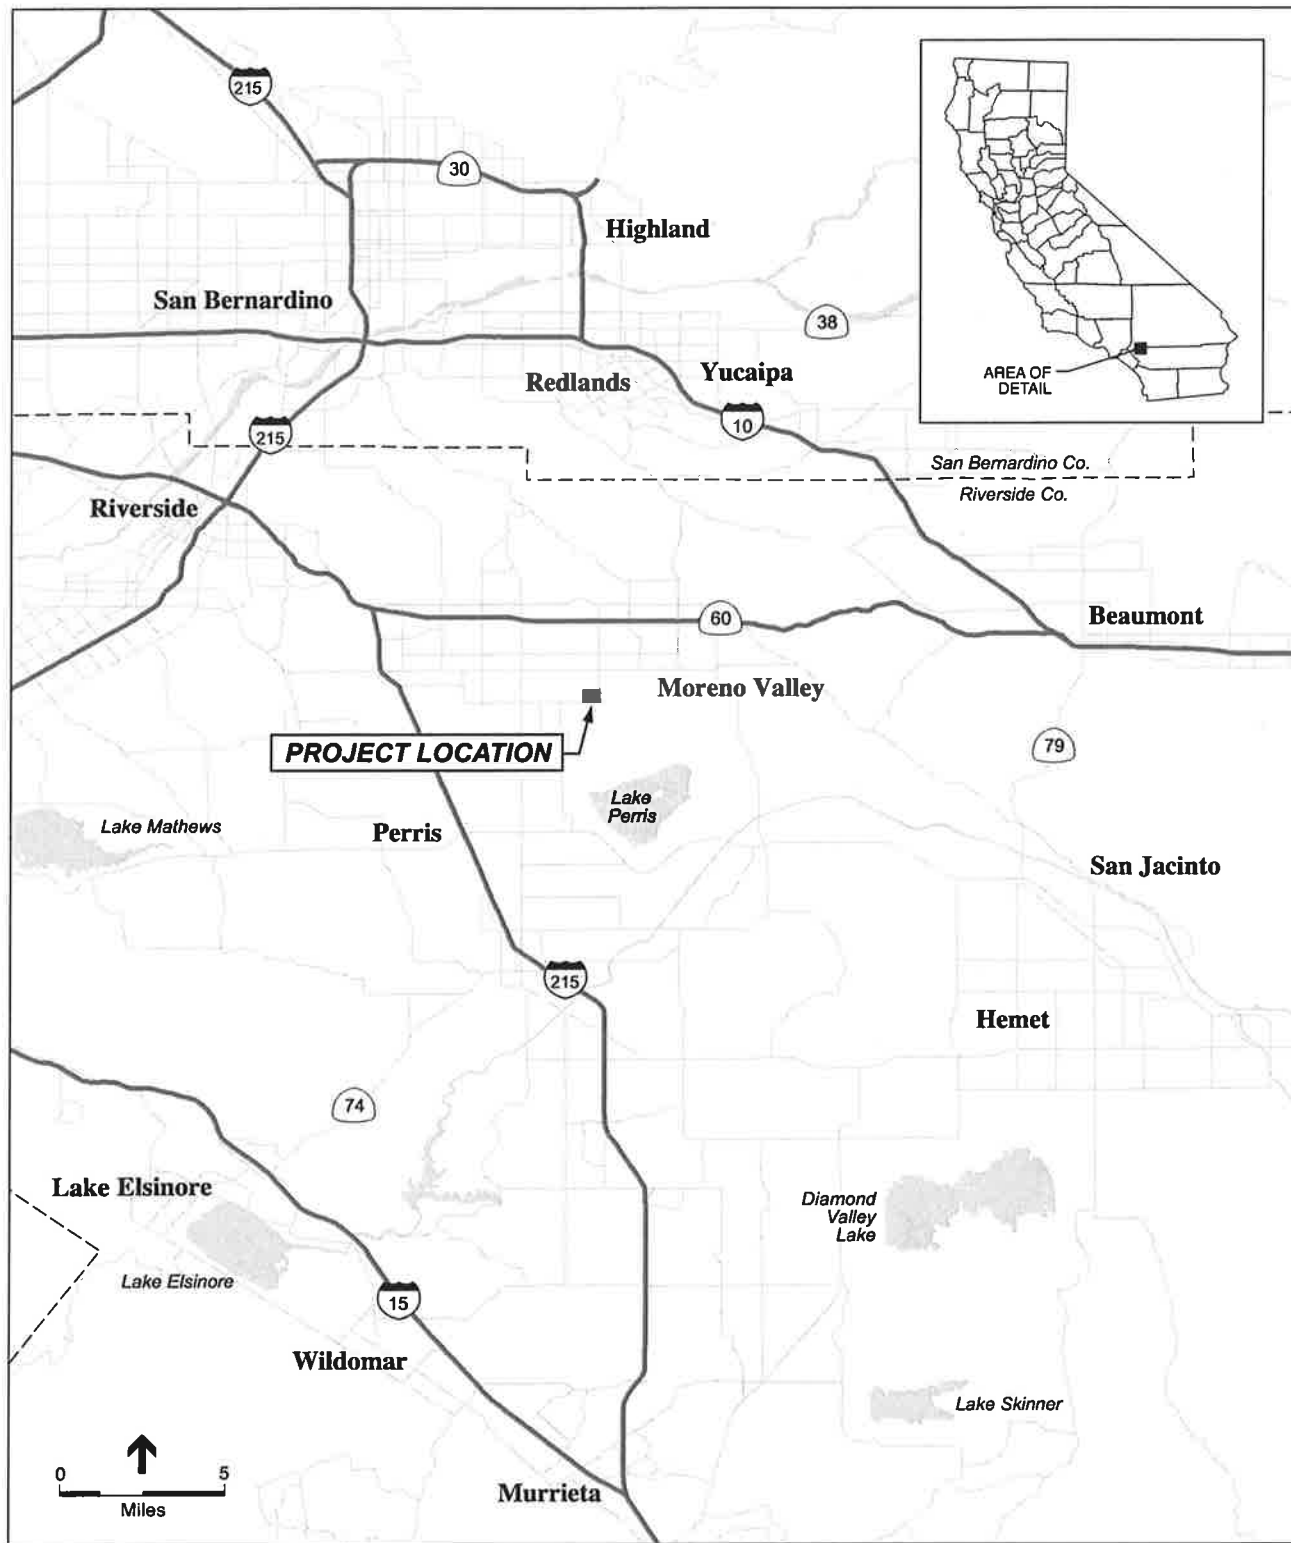 215
30
Highland
San Bernardino
38
AREA OF
DETAIL
Redlands
Yucaipa
10
215
San Bernardino Co.
Riverside Co.
Riverside
60
Beaumont
Moreno Valley
PROJECT LOCATION
79
Lake
Perris
Lake Mathews
Perris
San Jacinto
215
Hemet
74
Lake Elsinore
Diamond
Valley
Lake
Lake Elsinore
15
Wildomar
Lake Skinner
0 5
Miles
Murrieta